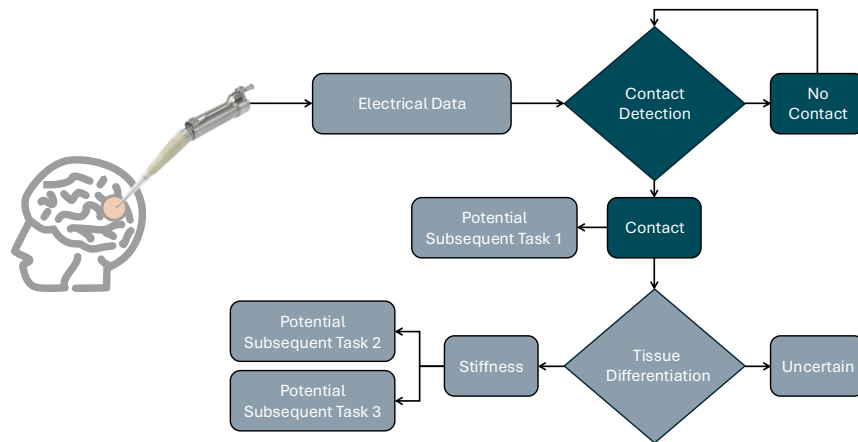 Electrical Data
Contact
Detection
No
Contact
Potential
Subsequent Task 1
Contact
Potential
Subsequent Task 2
Stiffness
Tissue
Differentiation
Uncertain
Potential
Subsequent Task 3